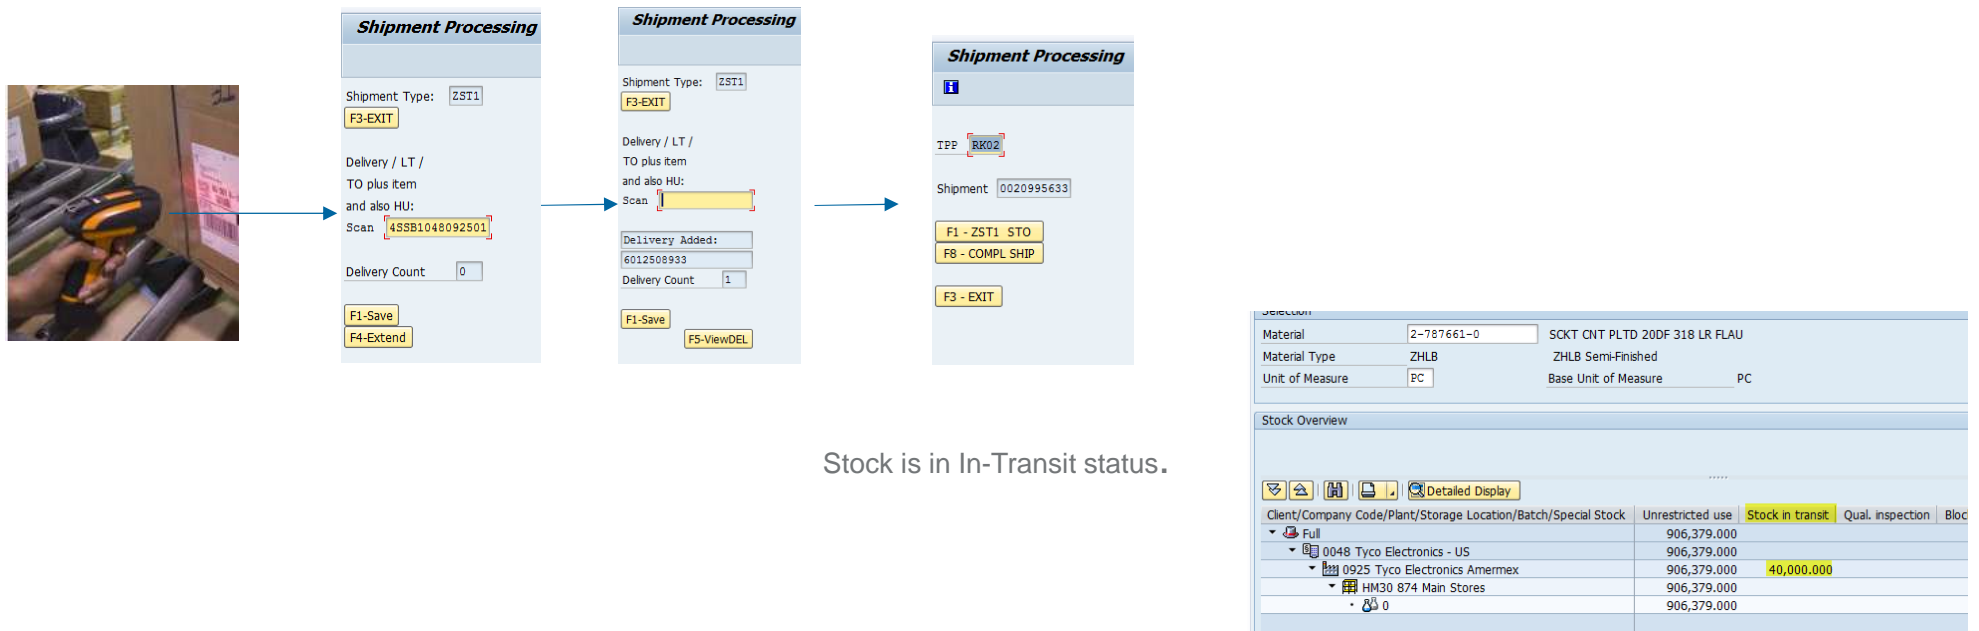 Shipment Processing
Shipment Type: ZST1
F3-EXIT
Delivery / LT /
TO plus item
and also HU:
Scan 4SSB1048092501
Delivery Count 0
F1-Save
F4-Extend
Shipment Processing
Shipment Type: ZST1
F3-EXIT
Delivery / LT /
TO plus item
and also HU:
Scan
Delivery Added:
6012508933
Delivery Count 1
F1-Save
F5-ViewDEL
Shipment Processing
TPP RK02
Shipment 0020995633
F1 - ZST1 STO
F8 - COMPL SHIP
F3 - EXIT
Stock is in In-Transit status.
Selection
Material 2-787661-0 SCKT CNT PLTD 20DF 318 LR FLAU
Material Type ZHLB ZHLB Semi-Finished
Unit of Measure PC Base Unit of Measure PC
Stock Overview
Detailed Display
Client/Company Code/Plant/Storage Location/Batch/Special Stock Unrestricted use Stock in transit Qual. inspection Bloc
Full 906,379.000
0048 Tyco Electronics - US 906,379.000
0925 Tyco Electronics Amermex 906,379.000 40,000.000
HM30 874 Main Stores 906,379.000
0 906,379.000